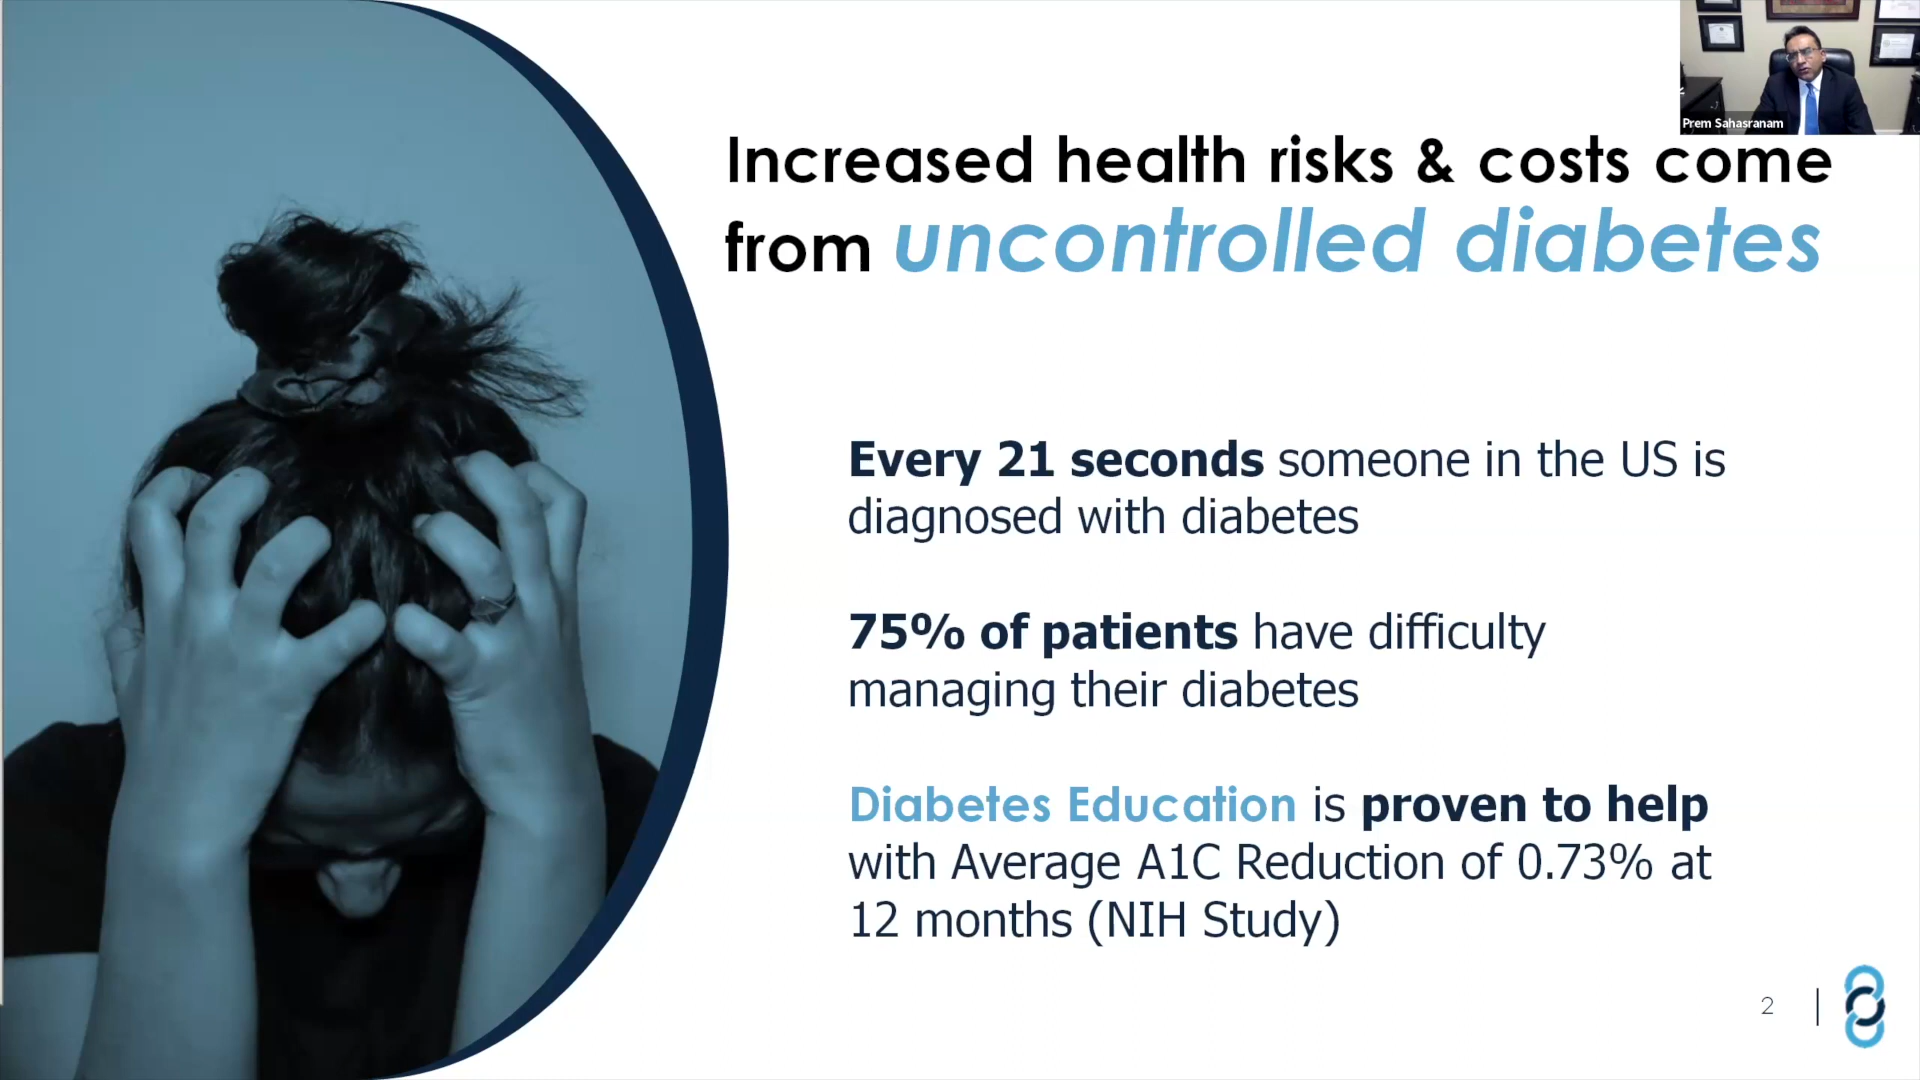 Prem Sahasranam
Increased health risks & costs come
from uncontrolled diabetes
Every 21 seconds someone in the US is
diagnosed with diabetes
75% of patients have difficulty
managing their diabetes
Diabetes Education is proven to help
with Average A1C Reduction of 0.73% at
12 months (NIH Study)
2